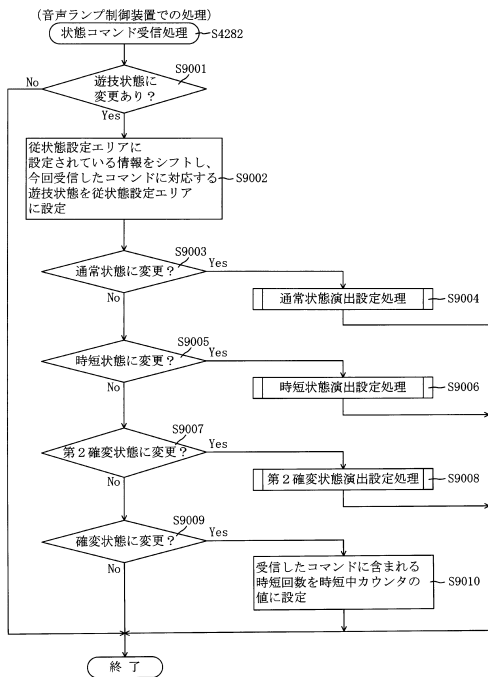 (音声ランプ制御装置での処理)
状態コマンド受信処理
S4282
S9001
No
遊技状態に
変更あり?
Yes
従状態設定エリアに
設定されている情報をシフトし、
今回受信したコマンドに対応する
遊技状態を従状態設定エリア
に設定
S9002
S9003
通常状態に変更?
Yes
No
通常状態演出設定処理
S9004
S9005
時短状態に変更?
Yes
No
時短状態演出設定処理
S9006
S9007
第2確変状態に変更?
Yes
No
第2確変状態演出設定処理
S9008
S9009
確変状態に変更?
Yes
No
受信したコマンドに含まれる
時短回数を時短中カウンタの
値に設定
S9010
終 了